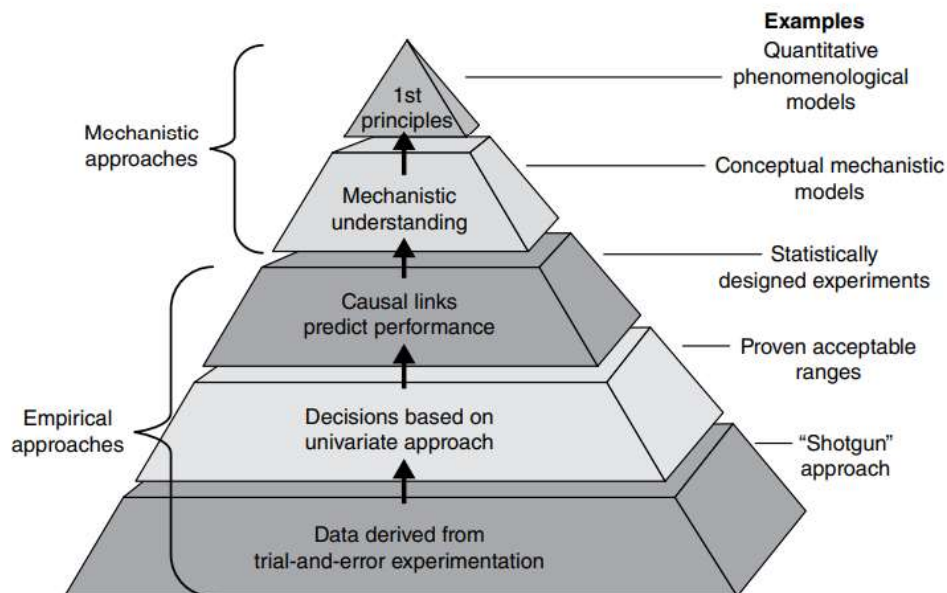 Examples
Quantitative
phenomenological
models
1st
principles
Mechanistic
approaches
Conceptual mechanistic
models
Mechanistic
understanding
Statistically
designed experiments
Causal links
predict performance
Proven acceptable
ranges
Empirical
approaches
Decisions based on
univariate approach
“Shotgun”
approach
Data derived from
trial-and-error experimentation